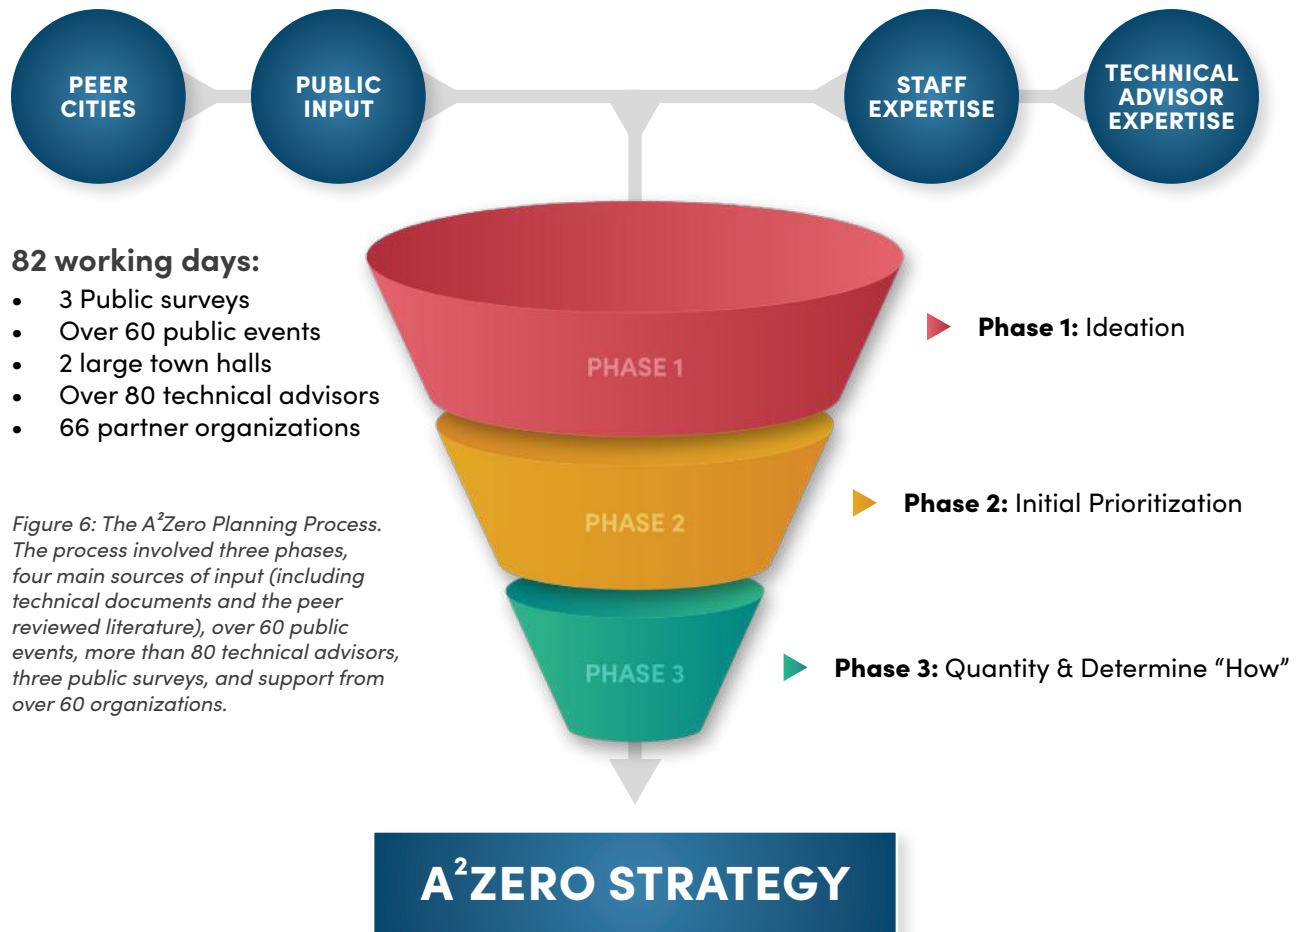 PEER
CITIES
PUBLIC
INPUT
STAFF
EXPERTISE
TECHNICAL
ADVISOR
EXPERTISE
82 working days:
• 3 Public surveys
• Over 60 public events
• 2 large town halls
• Over 80 technical advisors
• 66 partner organizations
Figure 6: The A²Zero Planning Process.
The process involved three phases,
four main sources of input (including
technical documents and the peer
reviewed literature), over 60 public
events, more than 80 technical advisors,
three public surveys, and support from
over 60 organizations.
PHASE 1
Phase 1: Ideation
PHASE 2
Phase 2: Initial Prioritization
PHASE 3
Phase 3: Quantity & Determine “How”
A²ZERO STRATEGY